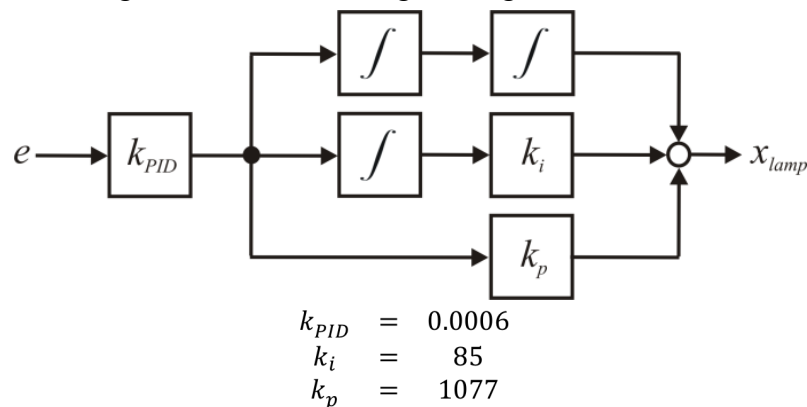 ∫ ∫
e k_PID ∫ k_i x_lamp
k_p
k_PID = 0.0006
k_i = 85
k_p = 1077